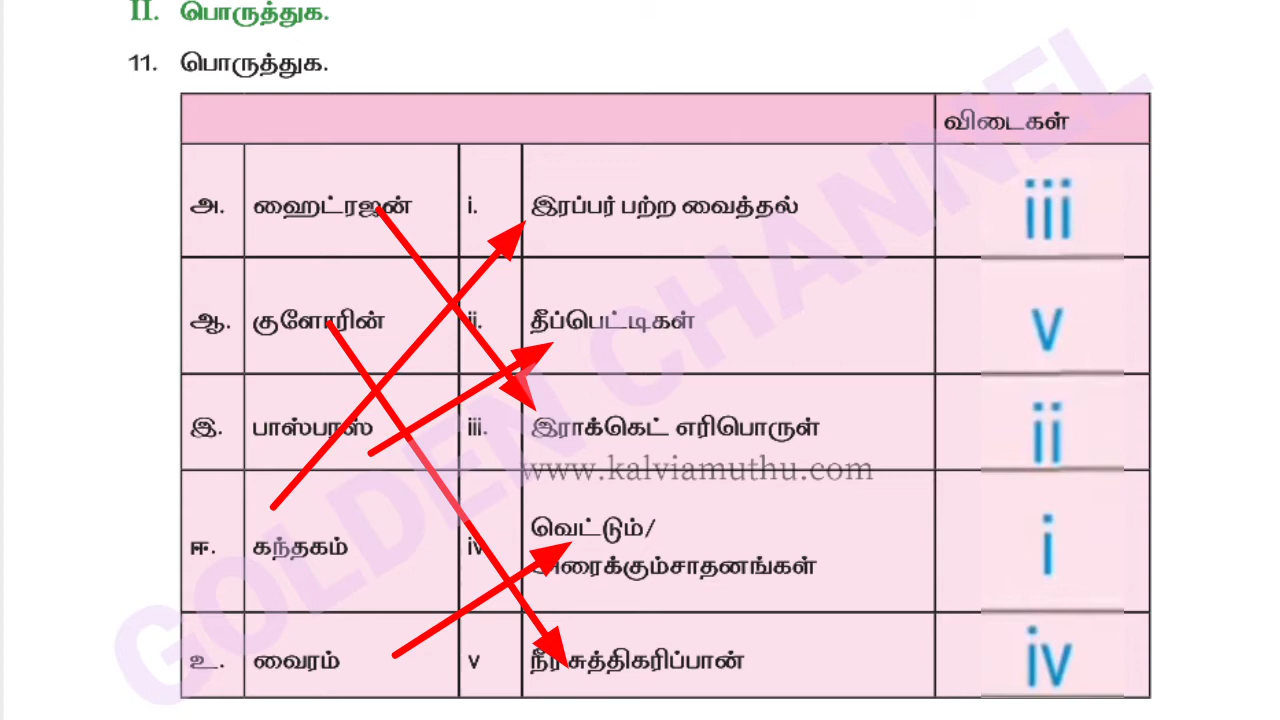 II. பொருத்துக.
11. பொருத்துக.
விடைகள்
அ. ஹைட்ரஜன் i. இரப்பர் பற்ற வைத்தல் iii
ஆ. குளோரின் ii. தீப்பெட்டிகள் v
இ. பாஸ்பரஸ் iii. இராக்கெட் எரிபொருள் ii
www.kalviamuthu.com
ஈ. கந்தகம் iv வெட்டும்/ i
அரைக்கும்சாதனங்கள்
உ. வைரம் v நீர்சுத்திகரிப்பான் iv
GOLDEN CHANNEL